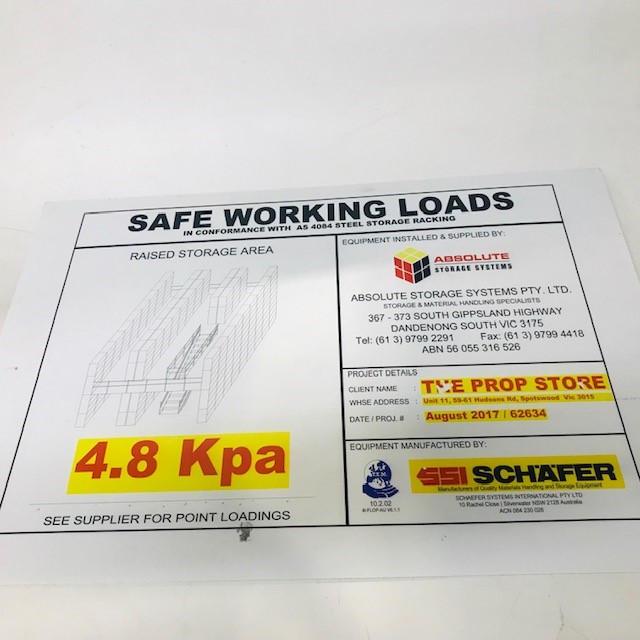 SAFE WORKING LOADS
IN CONFORMANCE WITH AS 4084 STEEL STORAGE RACKING
RAISED STORAGE AREA
4.8 Kpa
SEE SUPPLIER FOR POINT LOADINGS
EQUIPMENT INSTALLED & SUPPLIED BY:
ABSOLUTE
STORAGE SYSTEMS
ABSOLUTE STORAGE SYSTEMS PTY. LTD.
STORAGE & MATERIAL HANDLING SPECIALISTS
367 - 373 SOUTH GIPPSLAND HIGHWAY
DANDENONG SOUTH VIC 3175
Tel: (61 3) 9799 2291 Fax: (61 3) 9799 4418
ABN 56 055 316 526
PROJECT DETAILS
CLIENT NAME : THE PROP STORE
WHSE ADDRESS : Unit 11, 59-61 Hudsons Rd, Spotswood Vic 3015
DATE / PROJ. # : August 2017 / 62634
EQUIPMENT MANUFACTURED BY:
SSI SCHÄFER
Manufacturers of Quality Materials Handling and Storage Equipment
10.2.02
SCHAEFER SYSTEMS INTERNATIONAL PTY LTD
10 Rachel Close | Silverwater NSW 2128 Australia
ACN 084 230 028